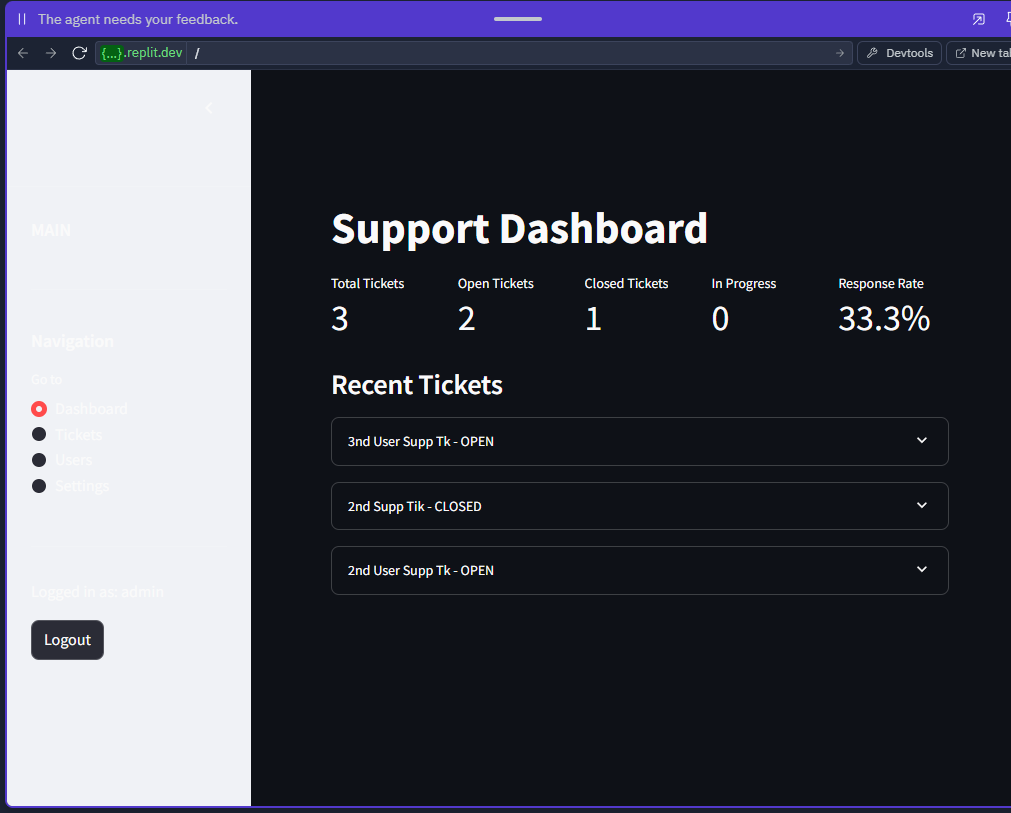 The agent needs your feedback.
{...}.replit.dev /
Devtools
New tab
MAIN
Navigation
Go to
Dashboard
Tickets
Users
Settings
Logged in as: admin
Logout
Support Dashboard
Total Tickets Open Tickets Closed Tickets In Progress Response Rate
3 2 1 0 33.3%
Recent Tickets
3nd User Supp Tk - OPEN
2nd Supp Tik - CLOSED
2nd User Supp Tk - OPEN